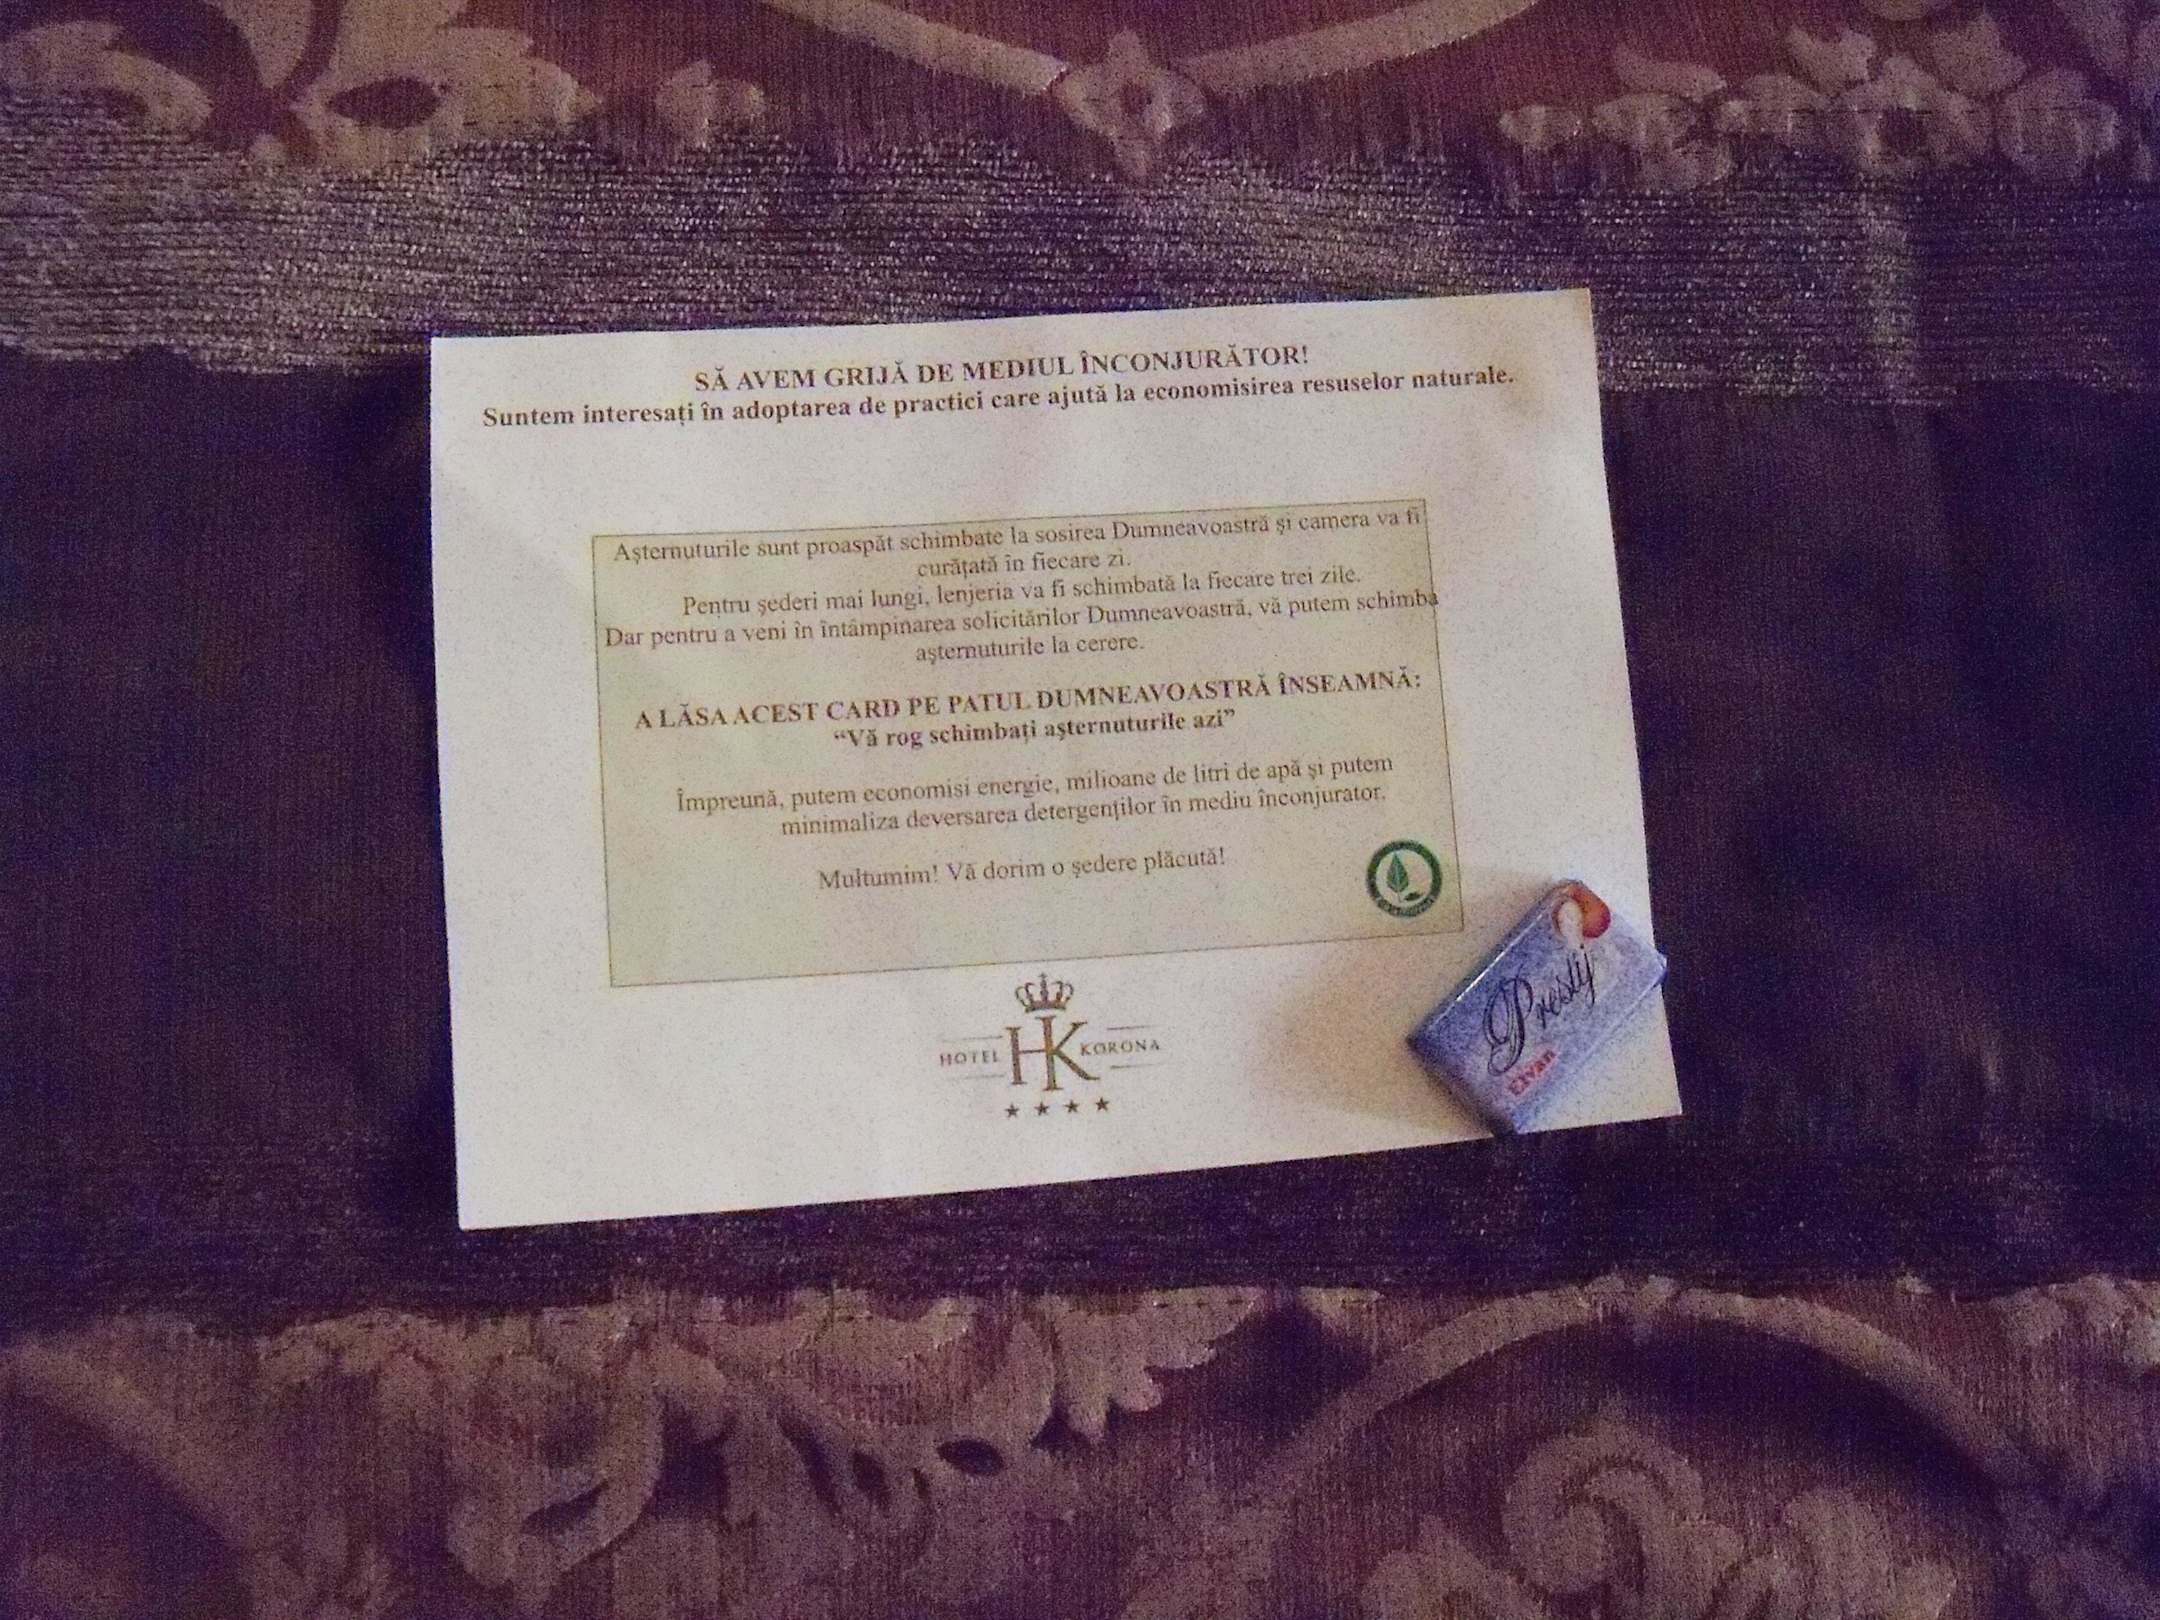 SĂ AVEM GRIJĂ DE MEDIUL ÎNCONJURĂTOR!
Suntem interesați în adoptarea de practici care ajută la economisirea resuselor naturale.
Așternuturile sunt proaspăt schimbate la sosirea Dumneavoastră și camera va fi
curățată în fiecare zi.
Pentru șederi mai lungi, lenjeria va fi schimbată la fiecare trei zile.
Dar pentru a veni în întâmpinarea solicitărilor Dumneavoastră, vă putem schimba
așternuturile la cerere.
A LĂSA ACEST CARD PE PATUL DUMNEAVOASTRĂ ÎNSEAMNĂ:
“Vă rog schimbați așternuturile azi”
Împreună, putem economisi energie, milioane de litri de apă și putem
minimaliza deversarea detergenților în mediu înconjurator.
Multumim! Vă dorim o ședere plăcută!
HOTEL HK KORONA
Prestij
Elvan